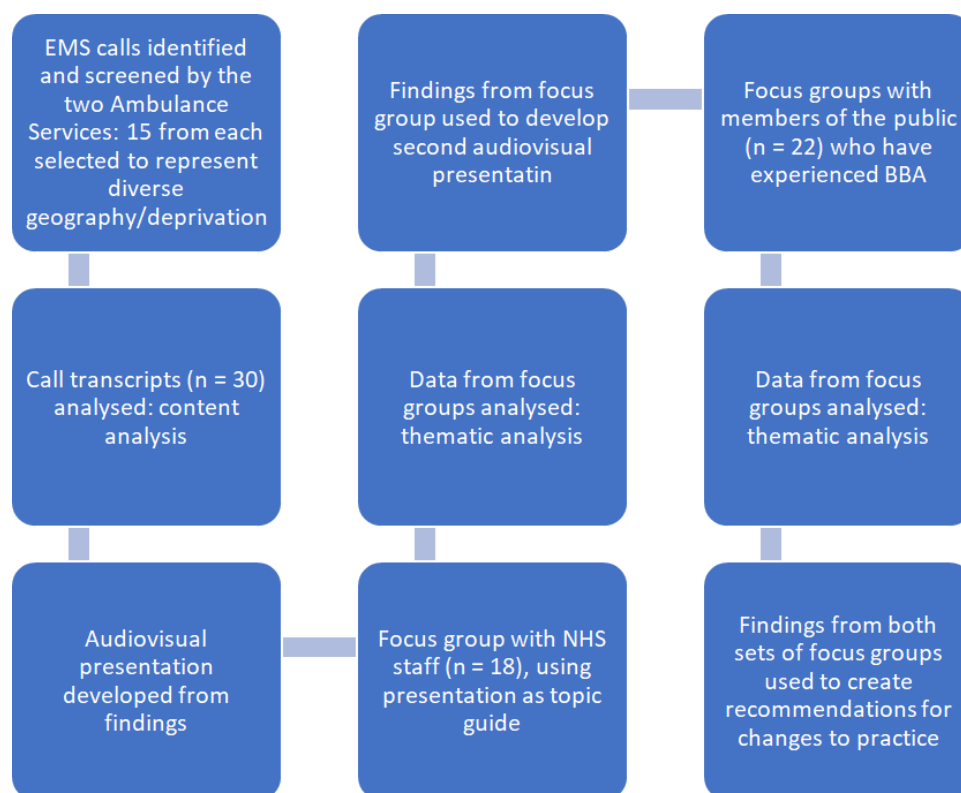 EMS calls identified
and screened by the
two Ambulance
Services: 15 from each
selected to represent
diverse
geography/deprivation
Call transcripts (n = 30)
analysed: content
analysis
Audiovisual
presentation
developed from
findings
Focus group with NHS
staff (n = 18), using
presentation as topic
guide
Data from focus
groups analysed:
thematic analysis
Findings from focus
group used to develop
second audiovisual
presentatin
Focus groups with
members of the public
(n = 22) who have
experienced BBA
Data from focus
groups analysed:
thematic analysis
Findings from both
sets of focus groups
used to create
recommendations for
changes to practice